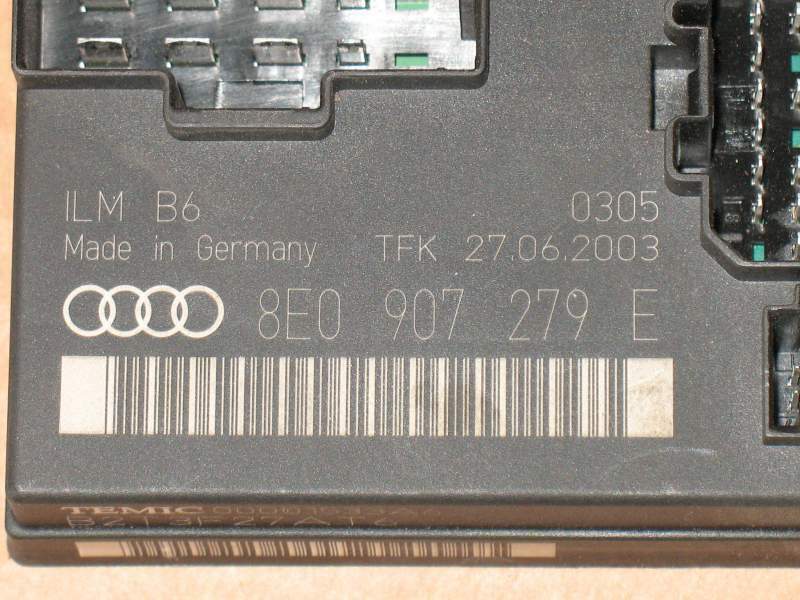 ILM B6 0305
Made in Germany TFK 27.06.2003
8E0 907 279 E
TEMIC